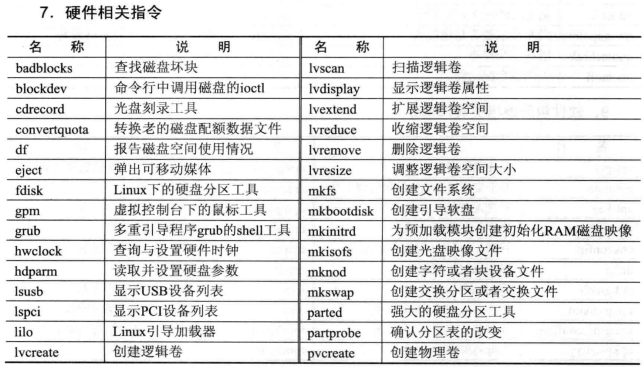 7. 硬件相关指令
名 称 说 明 名 称 说 明
badblocks 查找磁盘坏块 lvscan 扫描逻辑卷
blockdev 命令行中调用磁盘的ioctl lvdisplay 显示逻辑卷属性
cdrecord 光盘刻录工具 lvextend 扩展逻辑卷空间
convertquota 转换老的磁盘配额数据文件 lvreduce 收缩逻辑卷空间
df 报告磁盘空间使用情况 lvremove 删除逻辑卷
eject 弹出可移动媒体 lvresize 调整逻辑卷空间大小
fdisk Linux下的硬盘分区工具 mkfs 创建文件系统
gpm 虚拟控制台下的鼠标工具 mkbootdisk 创建引导软盘
grub 多重引导程序grub的shell工具 mkinitrd 为预加载模块创建初始化RAM磁盘映像
hwclock 查询与设置硬件时钟 mkisofs 创建光盘映像文件
hdparm 读取并设置硬盘参数 mknod 创建字符或者块设备文件
lsusb 显示USB设备列表 mkswap 创建交换分区或者交换文件
lspci 显示PCI设备列表 parted 强大的硬盘分区工具
lilo Linux引导加载器 partprobe 确认分区表的改变
lvcreate 创建逻辑卷 pvcreate 创建物理卷